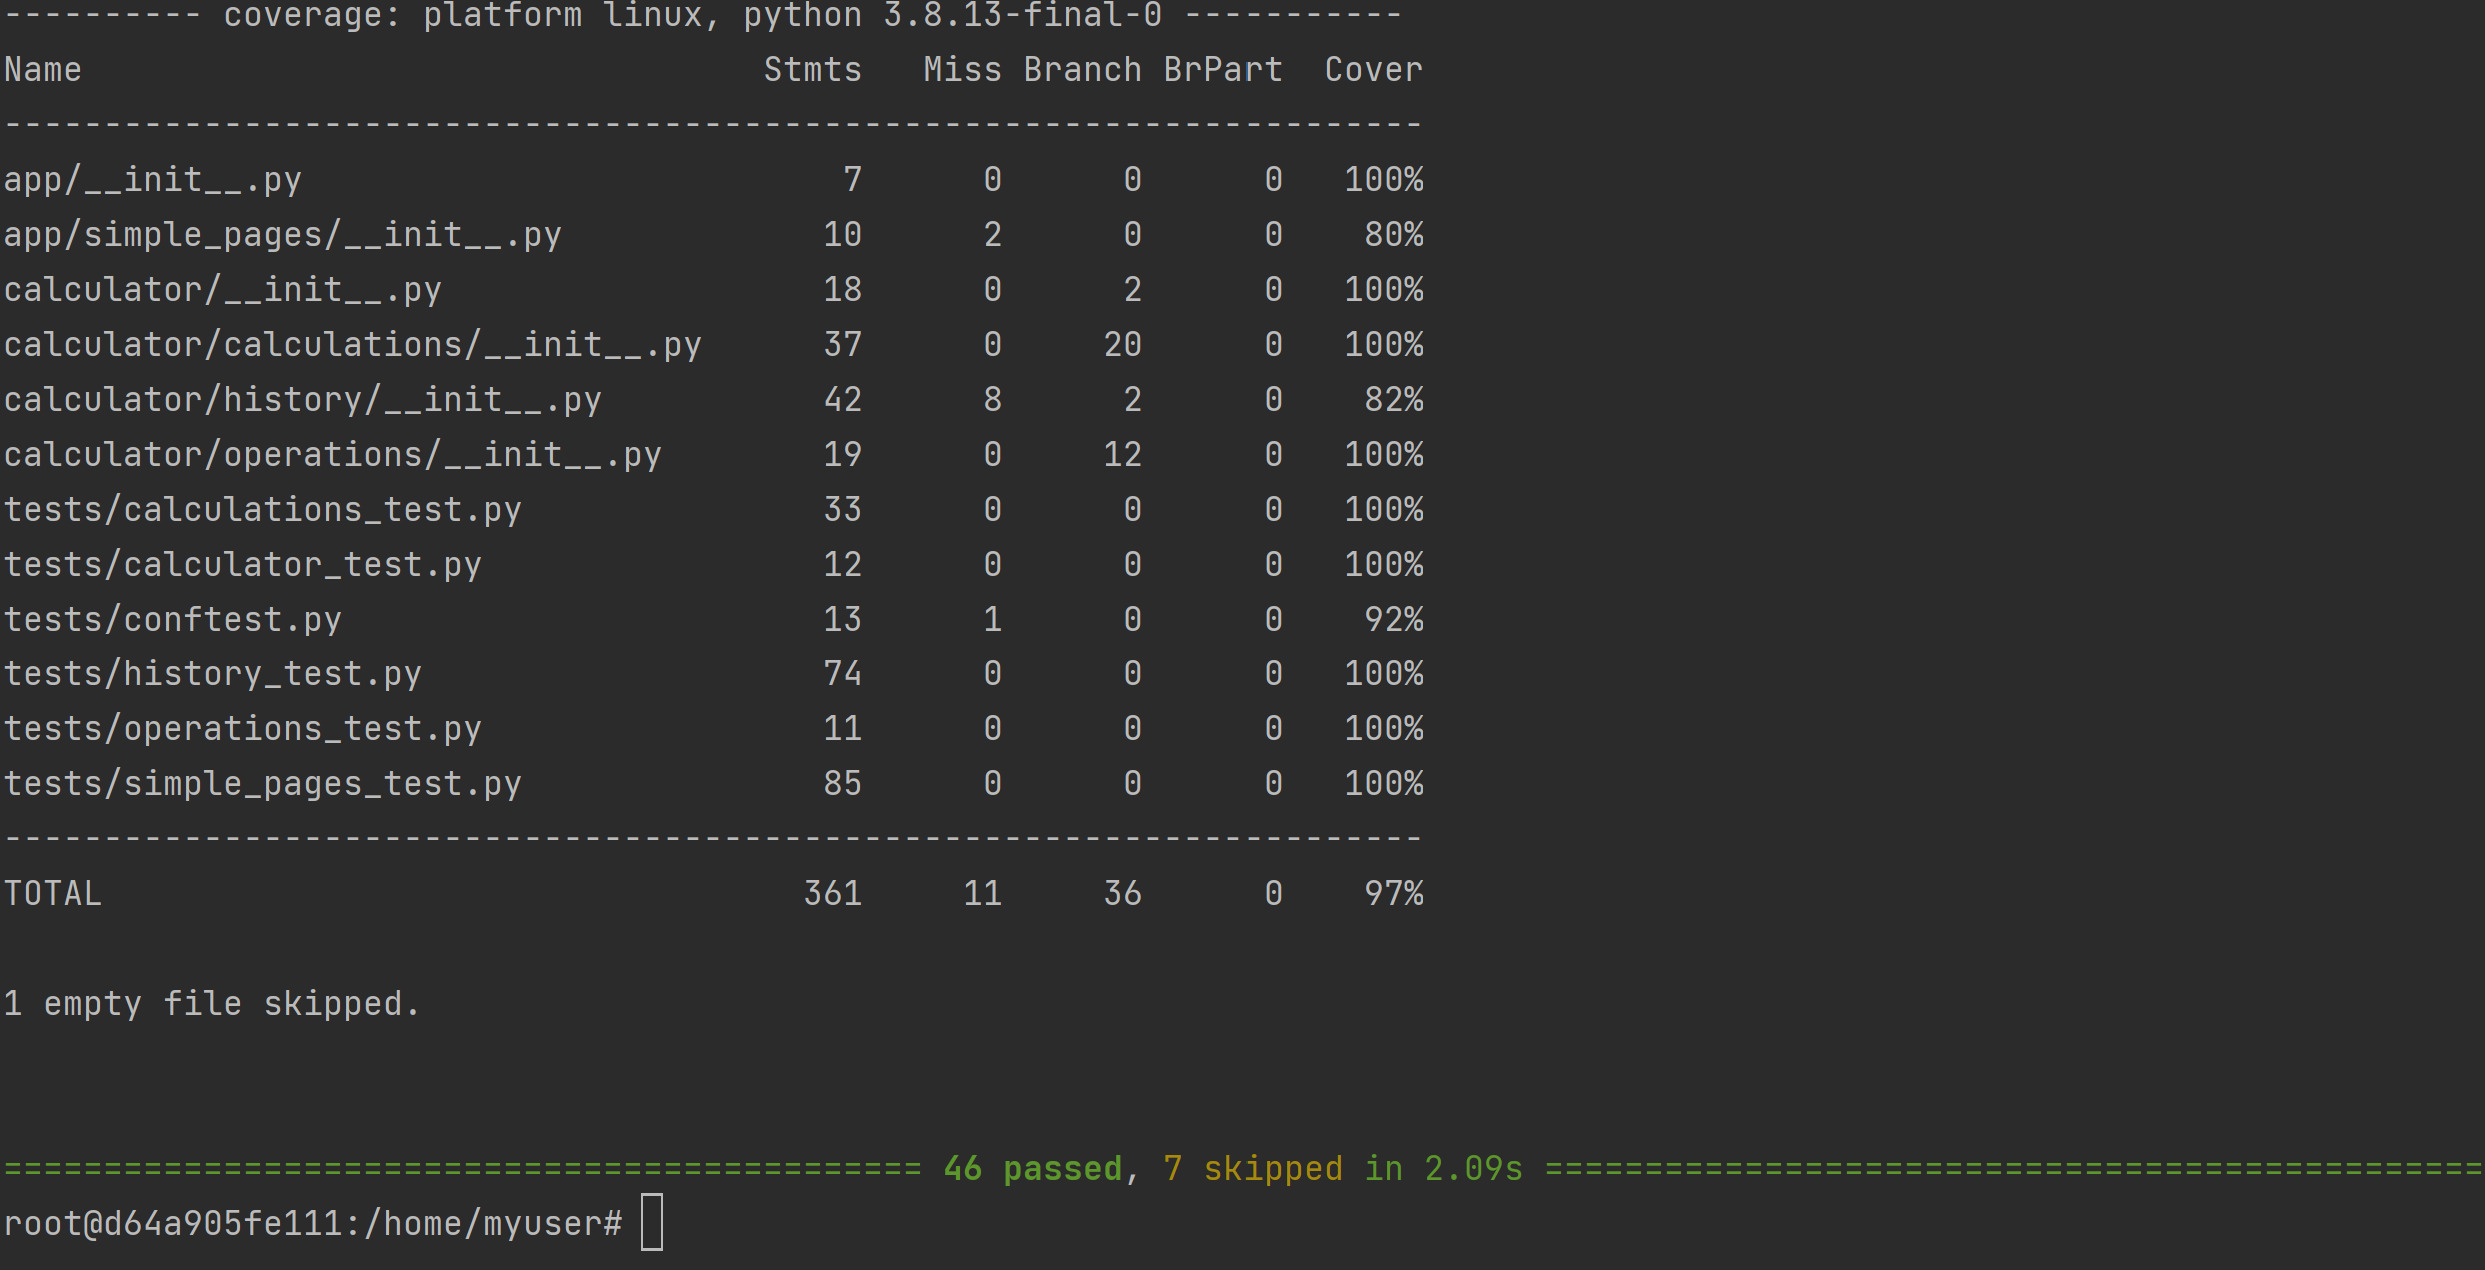 ---------- coverage: platform linux, python 3.8.13-final-0 -----------
Name                                  Stmts   Miss Branch BrPart  Cover
-----------------------------------------------------------------------
app/__init__.py                           7      0      0      0   100%
app/simple_pages/__init__.py             10      2      0      0    80%
calculator/__init__.py                   18      0      2      0   100%
calculator/calculations/__init__.py      37      0     20      0   100%
calculator/history/__init__.py           42      8      2      0    82%
calculator/operations/__init__.py        19      0     12      0   100%
tests/calculations_test.py               33      0      0      0   100%
tests/calculator_test.py                 12      0      0      0   100%
tests/conftest.py                        13      1      0      0    92%
tests/history_test.py                    74      0      0      0   100%
tests/operations_test.py                 11      0      0      0   100%
tests/simple_pages_test.py               85      0      0      0   100%
-----------------------------------------------------------------------
TOTAL                                   361     11     36      0    97%
1 empty file skipped.
============================================== 46 passed, 7 skipped in 2.09s ===============================================
root@d64a905fe111:/home/myuser#